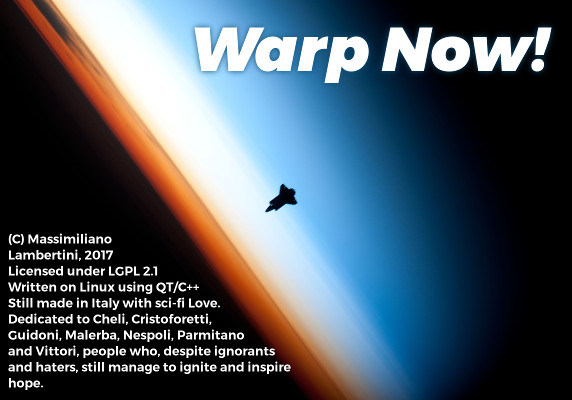 Warp Now!
(C) Massimiliano
Lambertini, 2017
Licensed under LGPL 2.1
Written on Linux using QT/C++
Still made in Italy with sci-fi Love.
Dedicated to Cheli, Cristoforetti,
Guidoni, Malerba, Nespoli, Parmitano
and Vittori, people who, despite ignorants
and haters, still manage to ignite and inspire
hope.